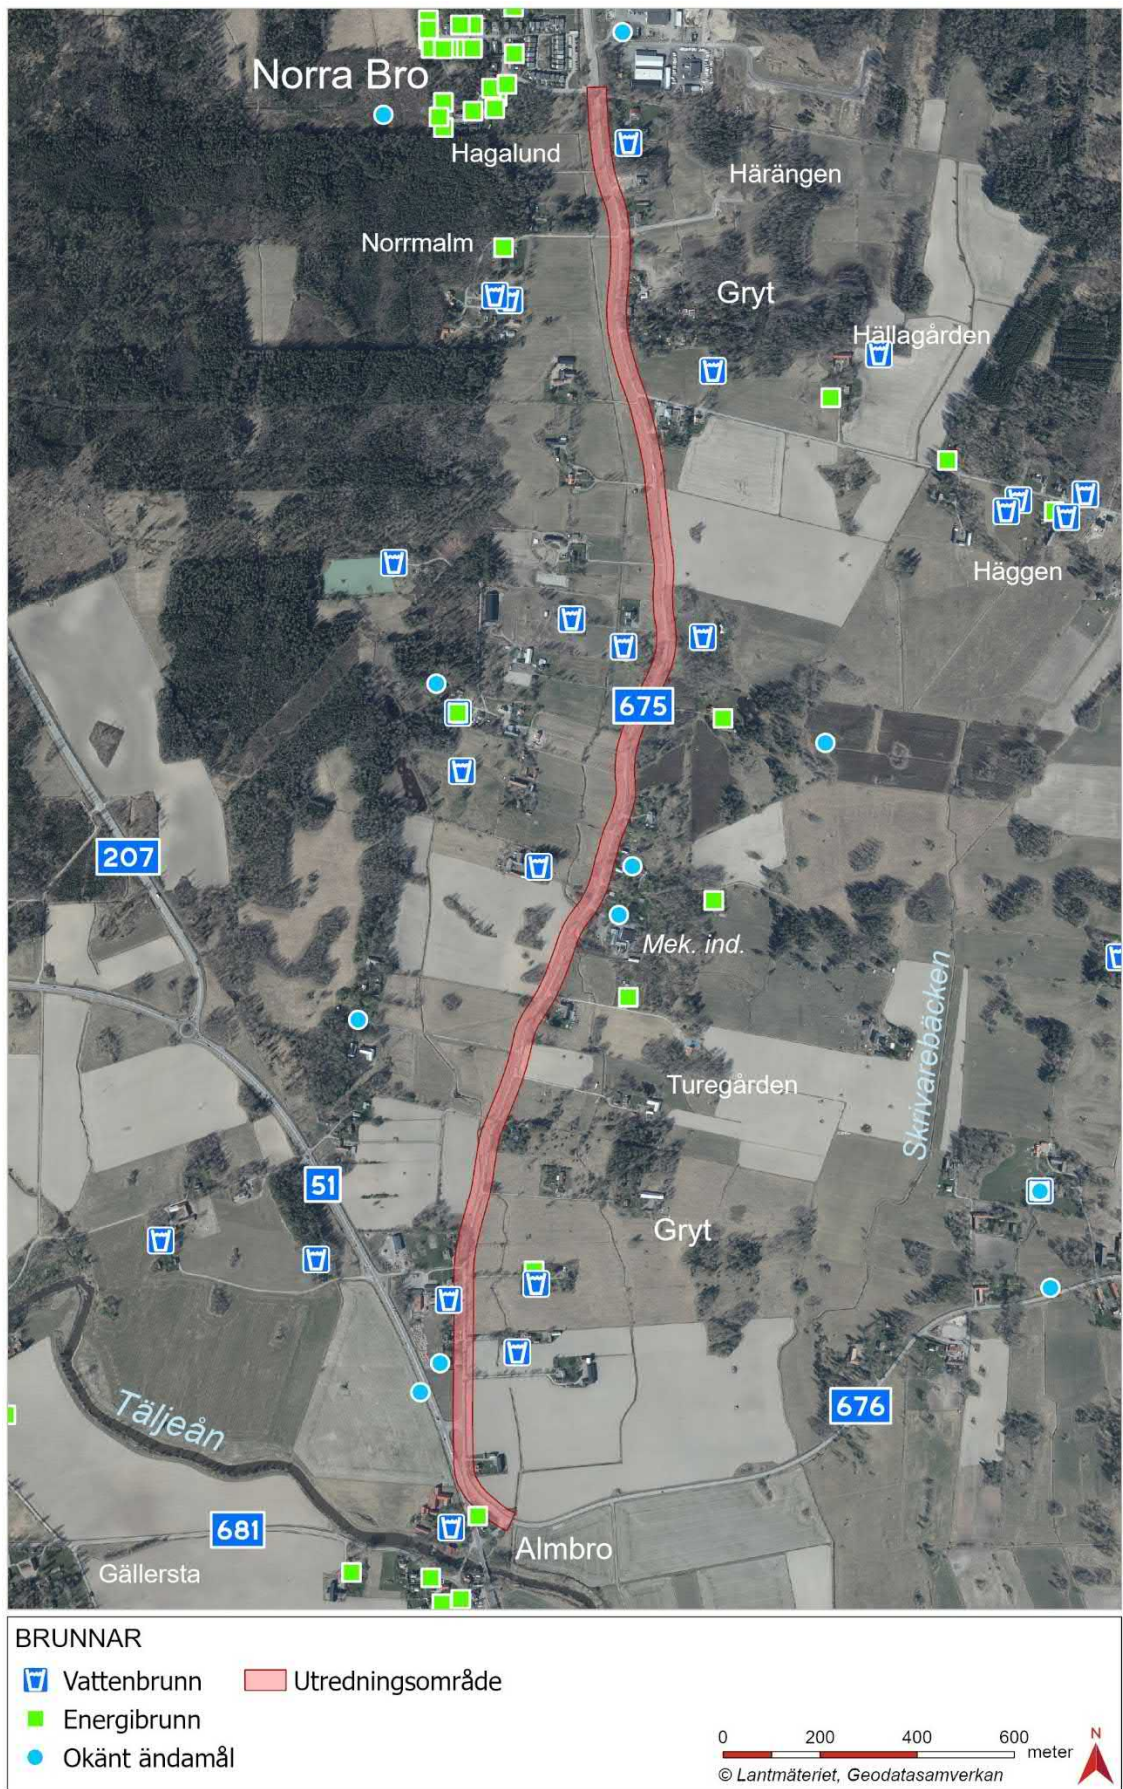 Norra Bro
Hagalund
Härängen
Norrmalm
Gryt
Hällagården
Häggen
675
207
Mek. ind.
Skrivarebäcken
Turegården
51
Gryt
676
Täljeån
681
Almbro
Gällersta
BRUNNAR
Vattenbrunn
Utredningsområde
Energibrunn
Okänt ändamål
0 200 400 600
meter
N
© Lantmäteriet, Geodatasamverkan